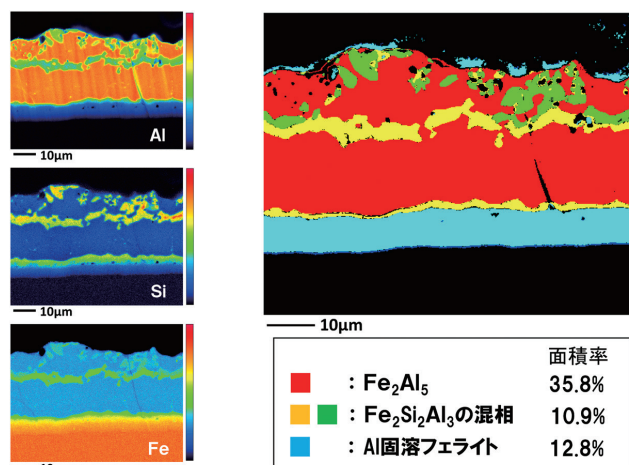 Al
10μm
Si
10μm
Fe
10μm
面積率
: Fe₂Al₅ 35.8%
: Fe₂Si₂Al₃の混相 10.9%
: Al固溶フェライト 12.8%